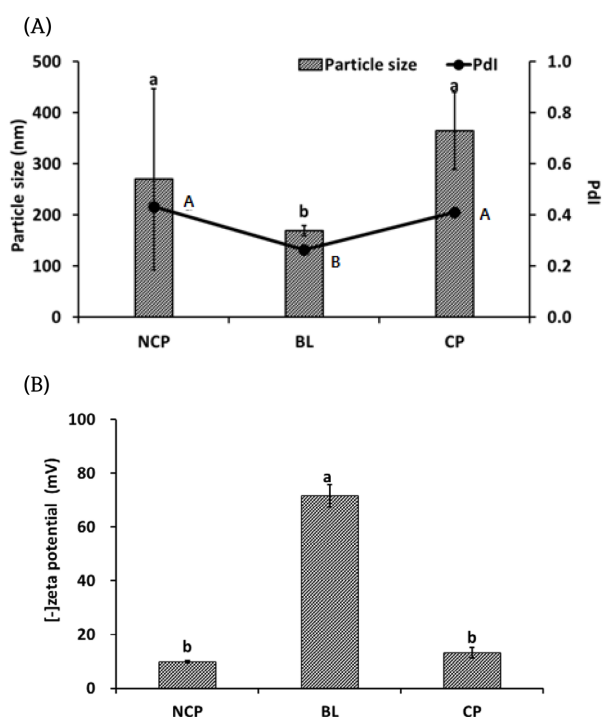 (A)
Particle size PdI
500
400
300
200
100
0
Particle size (nm)
1.0
0.8
0.6
0.4
0.2
0.0
PdI
a
A
b
B
a
A
NCP BL CP
(B)
100
80
60
40
20
0
[-]zeta potential (mV)
b
a
b
NCP BL CP